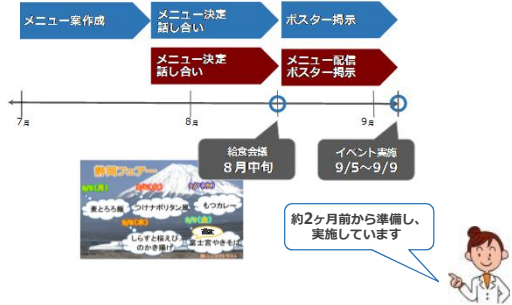 メニュー案作成
メニュー決定
話し合い
ポスター掲示
メニュー決定
話し合い
メニュー配信
ポスター掲示
7月
8月
9月
給食会議
8月中旬
イベント実施
9/5～9/9
静岡フェアー
9/5(月)
麦とろろ飯
つけナポリタン風
もつカレー
9/8(木)
しらすと桜えび
のかき揚げ
富士宮やきそば
約2ヶ月前から準備し、
実施しています